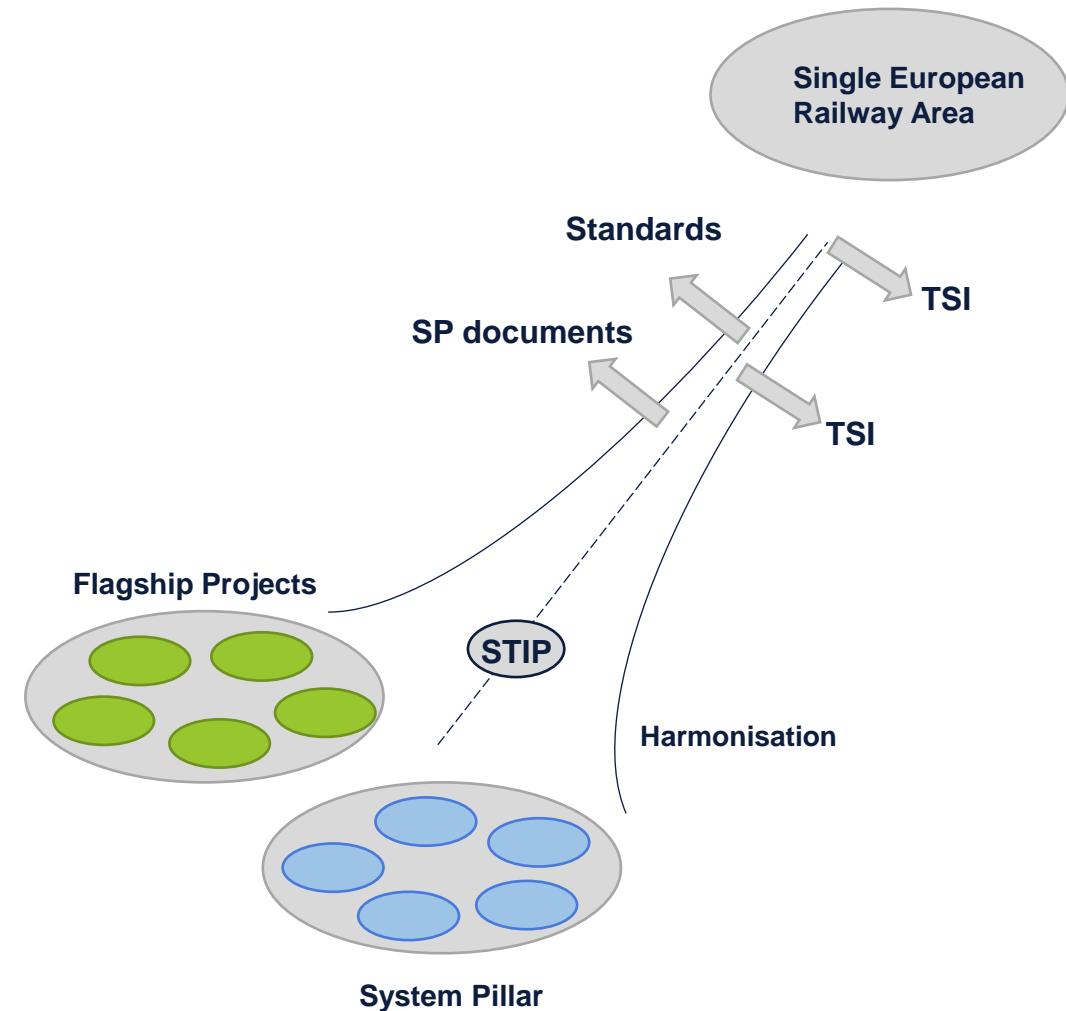 Single European
Railway Area
Standards
TSI
SP documents
TSI
Flagship Projects
STIP
Harmonisation
System Pillar